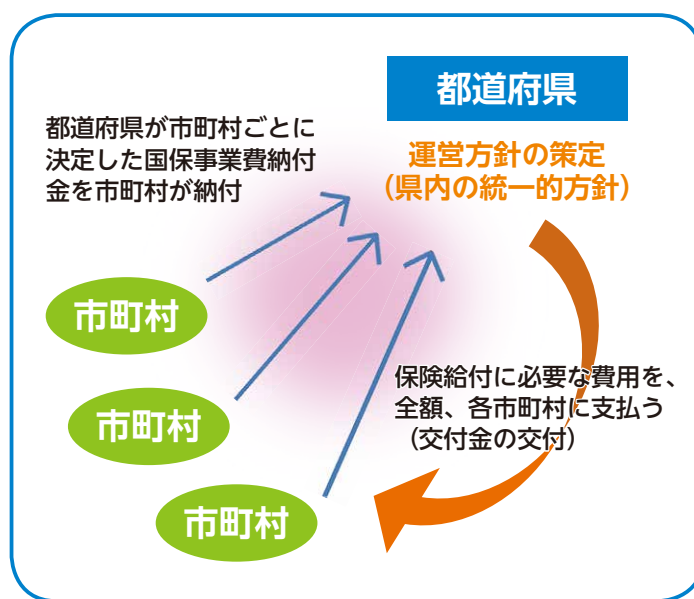 都道府県
運営方針の策定
（県内の統一的方針）
都道府県が市町村ごとに
決定した国保事業費納付
金を市町村が納付
市町村
市町村
市町村
保険給付に必要な費用を、
全額、各市町村に支払う
（交付金の交付）